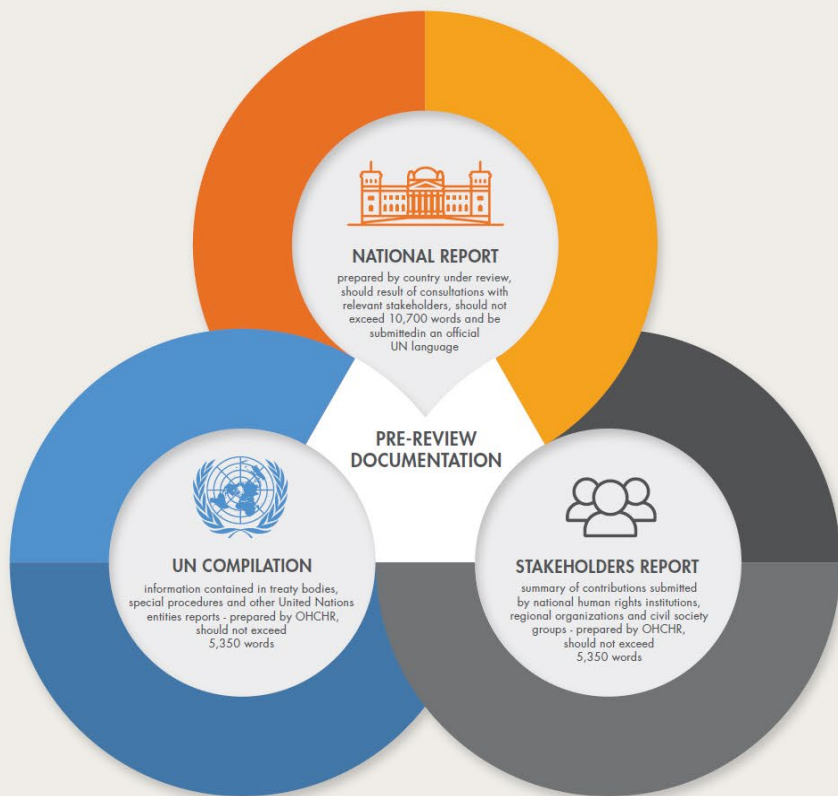 NATIONAL REPORT
prepared by country under review,
should result of consultations with
relevant stakeholders, should not
exceed 10,700 words and be
submittedin an official
UN language
PRE-REVIEW
DOCUMENTATION
UN COMPILATION
information contained in treaty bodies,
special procedures and other United Nations
entities reports - prepared by OHCHR,
should not exceed
5,350 words
STAKEHOLDERS REPORT
summary of contributions submitted
by national human rights institutions,
regional organizations and civil society
groups - prepared by OHCHR,
should not exceed
5,350 words